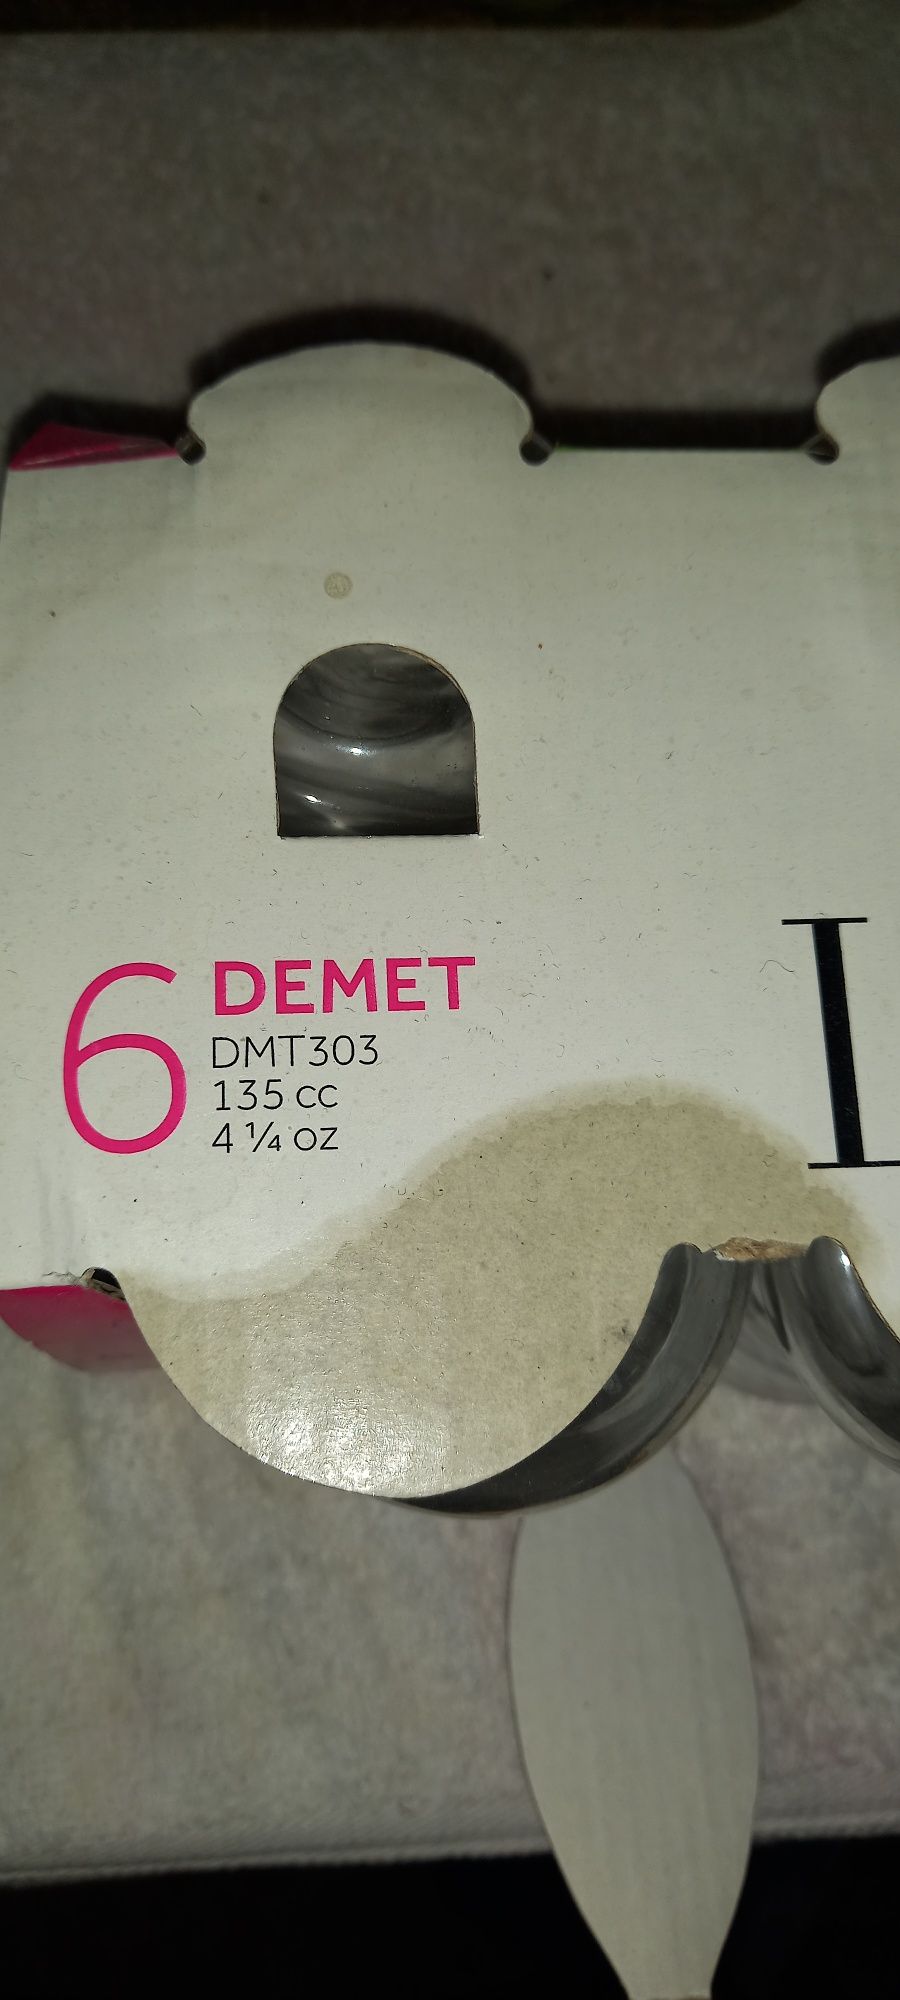 6 DEMET
DMT303
135 cc
4 ¼ oz